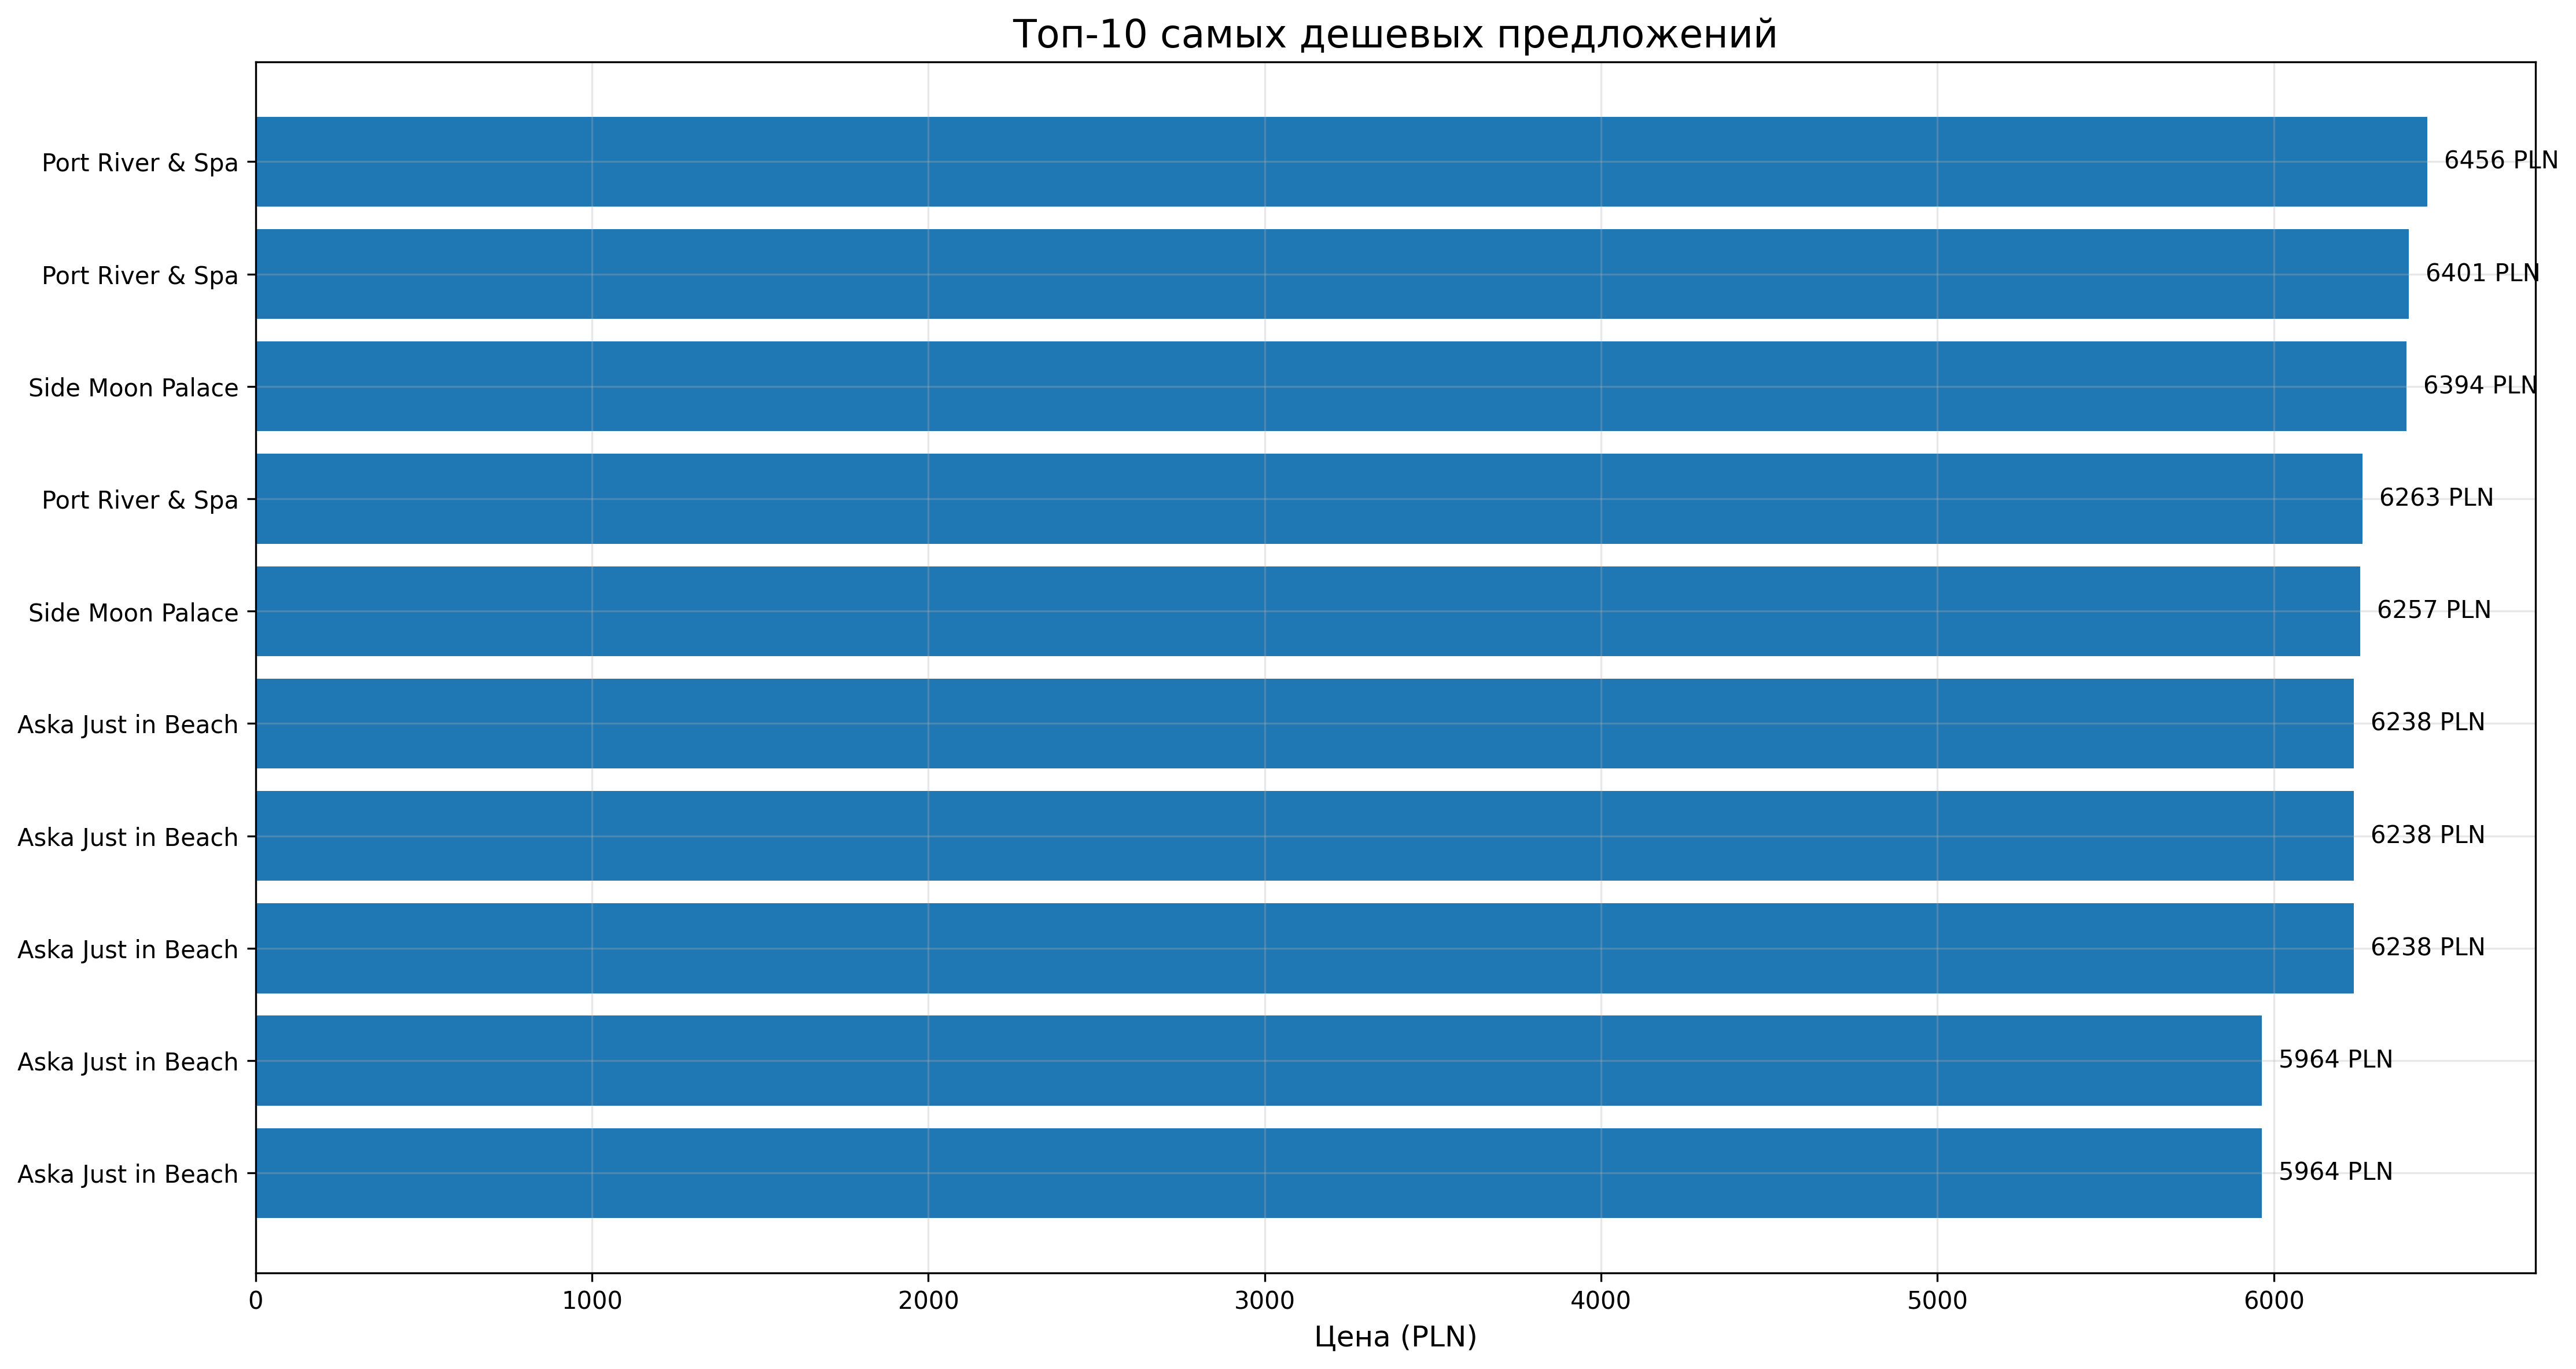 Топ-10 самых дешевых предложений
Port River & Spa 6456 PLN
Port River & Spa 6401 PLN
Side Moon Palace 6394 PLN
Port River & Spa 6263 PLN
Side Moon Palace 6257 PLN
Aska Just in Beach 6238 PLN
Aska Just in Beach 6238 PLN
Aska Just in Beach 6238 PLN
Aska Just in Beach 5964 PLN
Aska Just in Beach 5964 PLN
0 1000 2000 3000 4000 5000 6000
Цена (PLN)